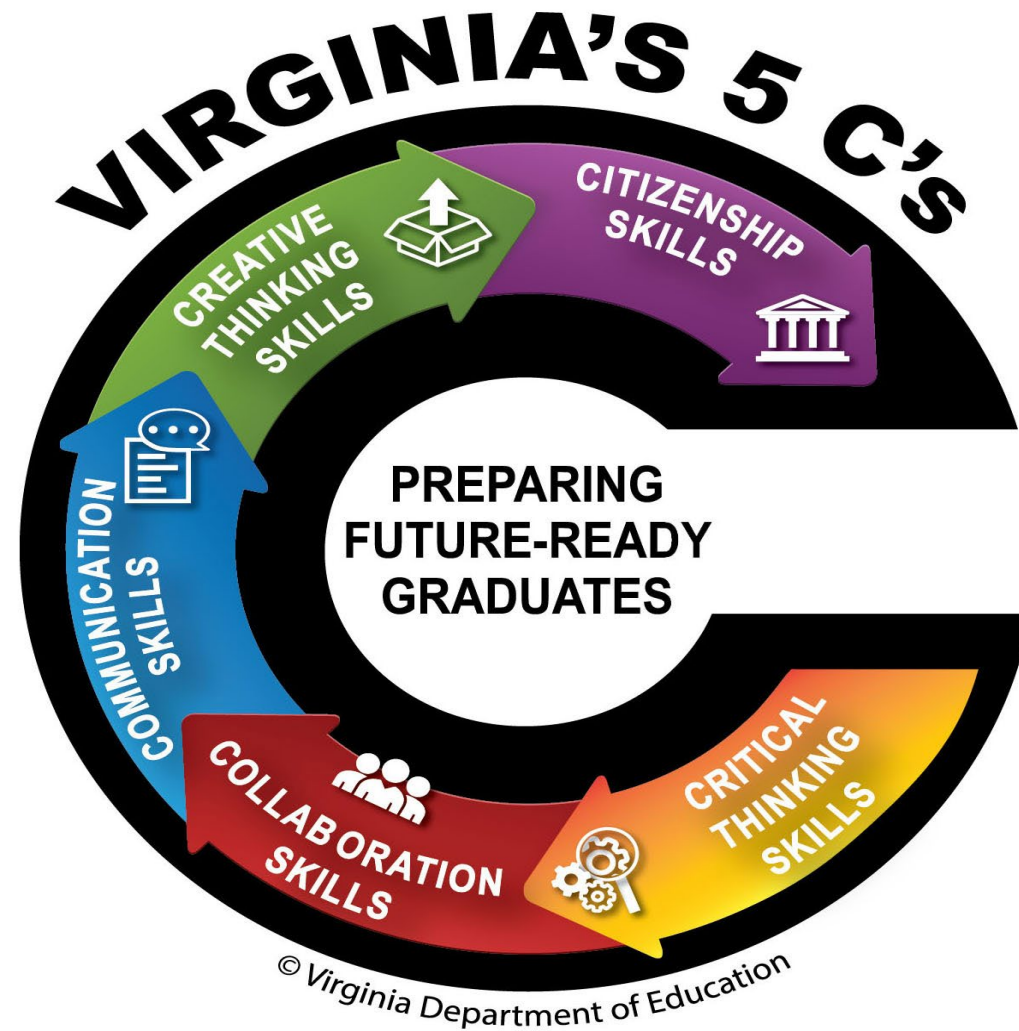 VIRGINIA'S 5 C's
CITIZENSHIP
SKILLS
CREATIVE
THINKING
SKILLS
COMMUNICATION
SKILLS
PREPARING
FUTURE-READY
GRADUATES
CRITICAL
THINKING
SKILLS
COLLABORATION
SKILLS
© Virginia Department of Education